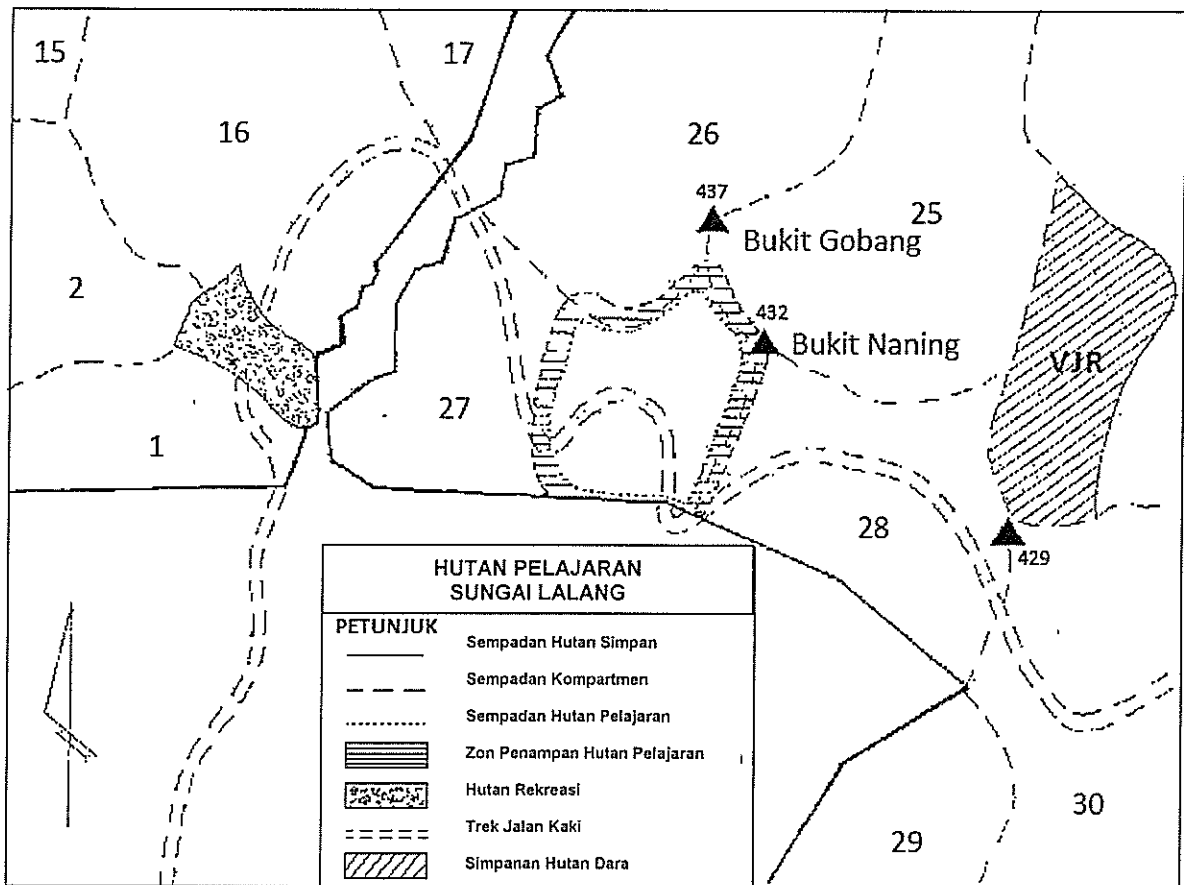 15
17
16
26
437
25
Bukit Gobang
2
432
Bukit Naning
VJR
27
1
28
429
HUTAN PELAJARAN
SUNGAI LALANG
PETUNJUK
Sempadan Hutan Simpan
Sempadan Kompartmen
Sempadan Hutan Pelajaran
Zon Penampan Hutan Pelajaran
Hutan Rekreasi
Trek Jalan Kaki
Simpanan Hutan Dara
30
29